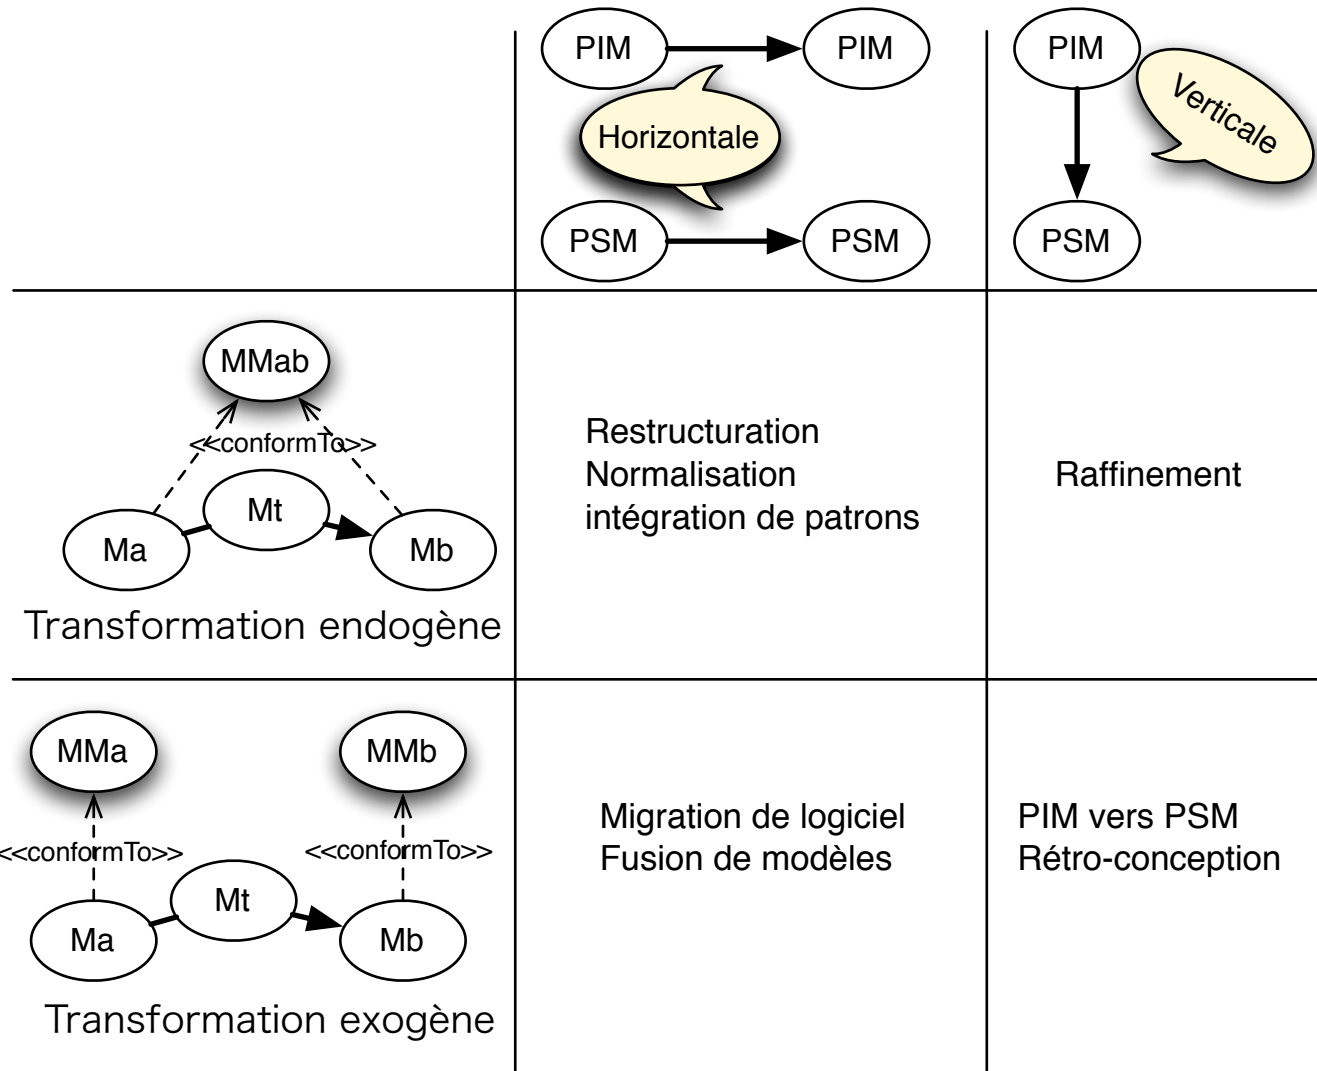 PIM
PIM
PIM
Horizontale
Verticale
PSM
PSM
PSM
MMab
<<conformTo>>
Mt
Ma
Mb
Transformation endogène
Restructuration
Normalisation
intégration de patrons
Raffinement
MMa
MMb
<<conformTo>>
<<conformTo>>
Mt
Ma
Mb
Transformation exogène
Migration de logiciel
Fusion de modèles
PIM vers PSM
Rétro-conception